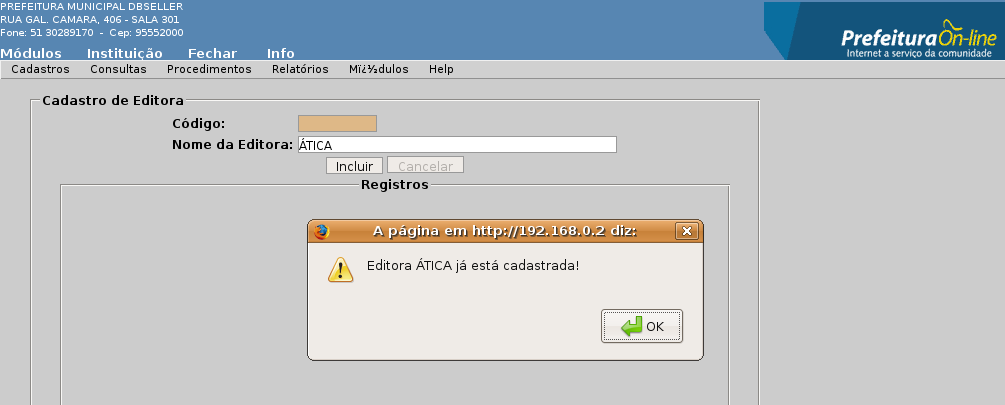 PREFEITURA MUNICIPAL DBSELLER
RUA GAL. CAMARA, 406 - SALA 301
Fone: 51 30289170 - Cep: 95552000
Módulos Instituição Fechar Info
Prefeitura On-line
Internet a serviço da comunidade
Cadastros Consultas Procedimentos Relatórios Mï¿½dulos Help
Cadastro de Editora
Código:
Nome da Editora: ÁTICA
Incluir Cancelar
Registros
A página em http://192.168.0.2 diz:
Editora ÁTICA já está cadastrada!
OK